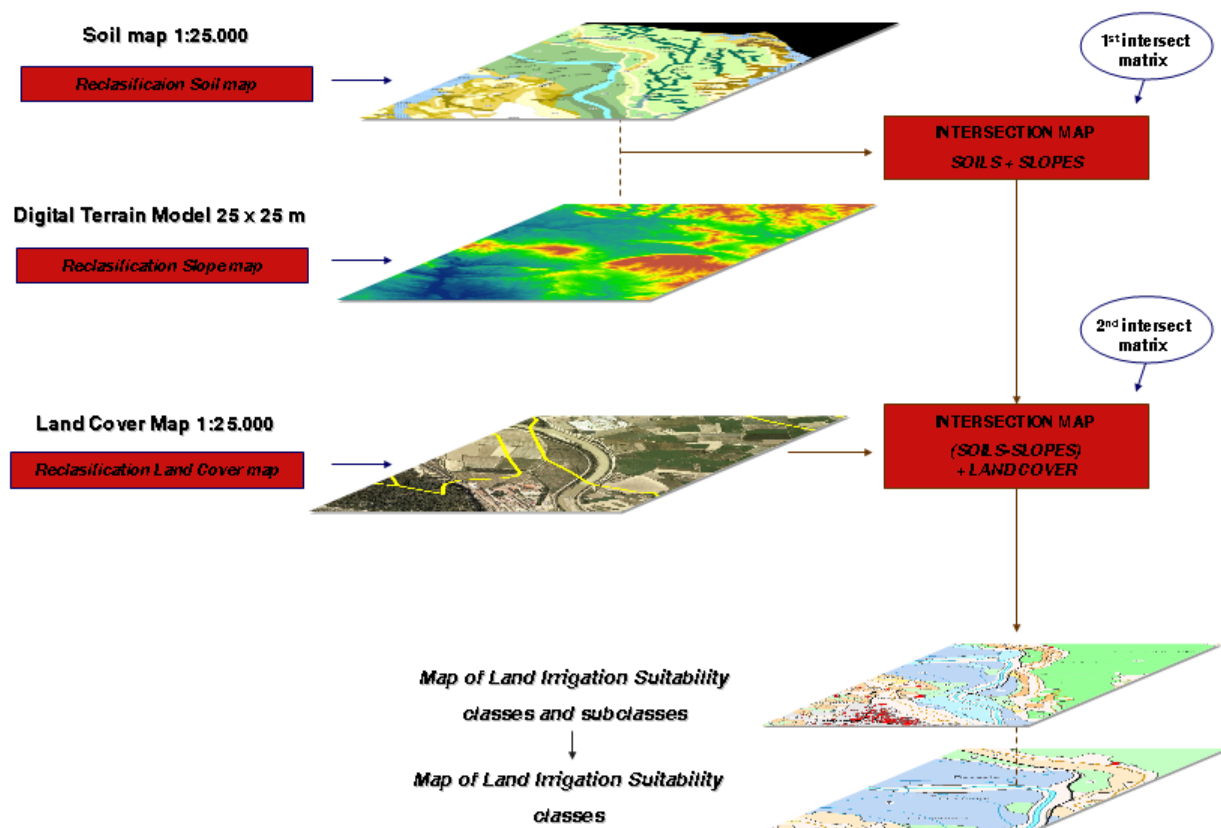 Soil map 1:25.000
Reclasificaion Soil map
1st intersect
matrix
INTERSECTION MAP
SOILS + SLOPES
Digital Terrain Model 25 x 25 m
Reclasification Slope map
2nd intersect
matrix
Land Cover Map 1:25.000
Reclasification Land Cover map
INTERSECTION MAP
(SOILS-SLOPES)
+ LAND COVER
Map of Land Irrigation Suitability
classes and subclasses
Map of Land Irrigation Suitability
classes